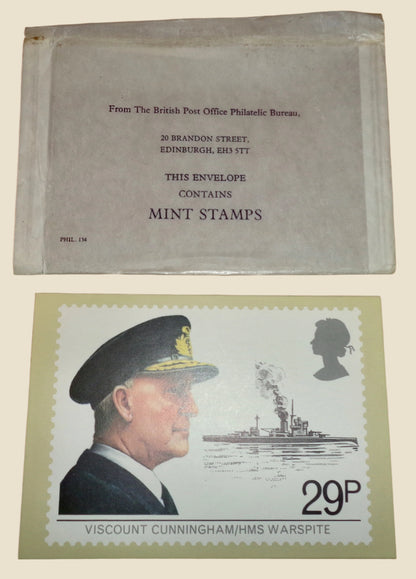 From The British Post Office Philatelic Bureau,
20 BRANDON STREET,
EDINBURGH, EH3 5TT
THIS ENVELOPE
CONTAINS
MINT STAMPS
PHIL. 134
29P
VISCOUNT CUNNINGHAM/HMS WARSPITE